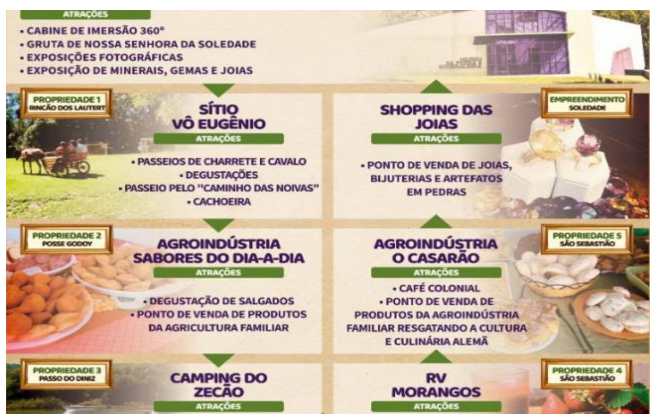 ATRAÇÕES
• CABINE DE IMERSÃO 360º
• GRUTA DE NOSSA SENHORA DA SOLEDADE
• EXPOSIÇÕES FOTOGRÁFICAS
• EXPOSIÇÃO DE MINERAIS, GEMAS E JOIAS
PROPRIEDADE 1
RINCÃO DOS LAUTERT
SÍTIO
VÔ EUGÊNIO
ATRAÇÕES
• PASSEIOS DE CHARRETE E CAVALO
• DEGUSTAÇÕES
• PASSEIO PELO "CAMINHO DAS NOIVAS"
• CACHOEIRA
SHOPPING DAS
JOIAS
ATRAÇÕES
• PONTO DE VENDA DE JOIAS,
BIJUTERIAS E ARTEFATOS
EM PEDRAS
EMPREENDIMENTO
SOLEDADE
PROPRIEDADE 2
POSSE GODOY
AGROINDÚSTRIA
SABORES DO DIA-A-DIA
ATRAÇÕES
• DEGUSTAÇÃO DE SALGADOS
• PONTO DE VENDA DE PRODUTOS
DA AGRICULTURA FAMILIAR
AGROINDÚSTRIA
O CASARÃO
ATRAÇÕES
• CAFÉ COLONIAL
• PONTO DE VENDA DE
PRODUTOS DA AGROINDÚSTRIA
FAMILIAR RESGATANDO A CULTURA
E CULINÁRIA ALEMÃ
PROPRIEDADE 5
SÃO SEBASTIÃO
PROPRIEDADE 3
PASSO DO DINIZ
CAMPING DO
ZECÃO
ATRAÇÕES
RV
MORANGOS
ATRAÇÕES
PROPRIEDADE 4
SÃO SEBASTIÃO